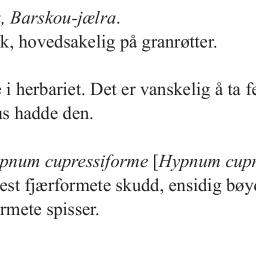 , Barskou-jælra.
k, hovedsakelig på granrøtter.
i herbariet. Det er vanskelig å ta fe
us hadde den.
pnum cupressiforme [Hypnum cupr
est fjærformete skudd, ensidig bøye
rmete spisser.